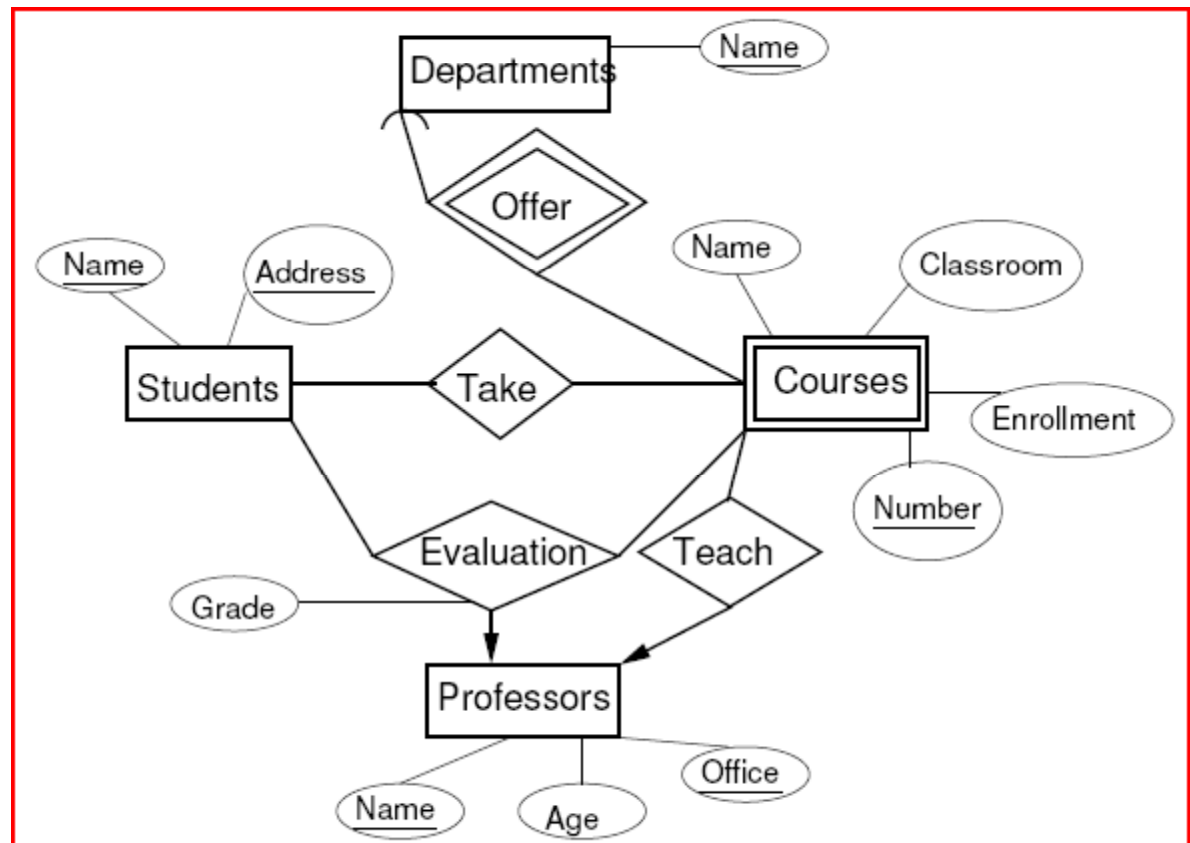 Name
Departments
Offer
Name
Classroom
Name
Address
Students
Take
Courses
Enrollment
Number
Evaluation
Teach
Grade
Professors
Office
Name
Age